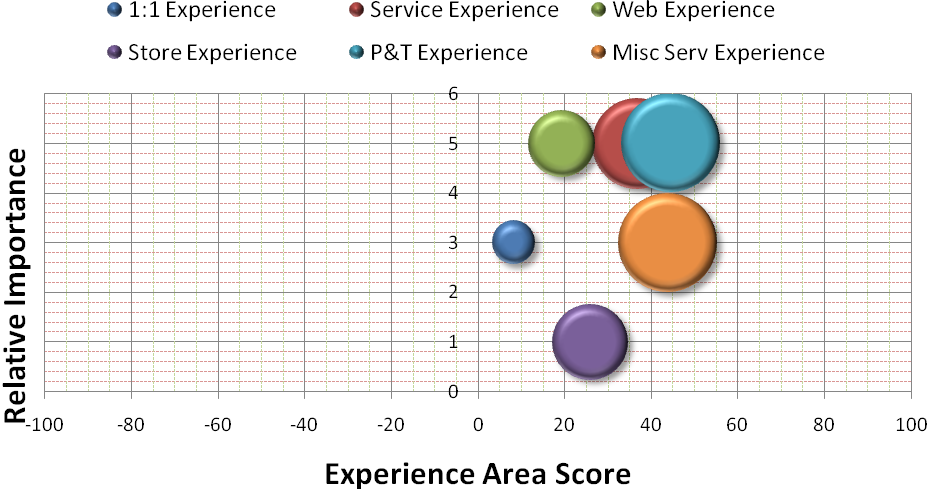 1:1 Experience Service Experience Web Experience
Store Experience P&T Experience Misc Serv Experience
6
5
4
3
2
1
0
Relative Importance
-100 -80 -60 -40 -20 0 20 40 60 80 100
Experience Area Score